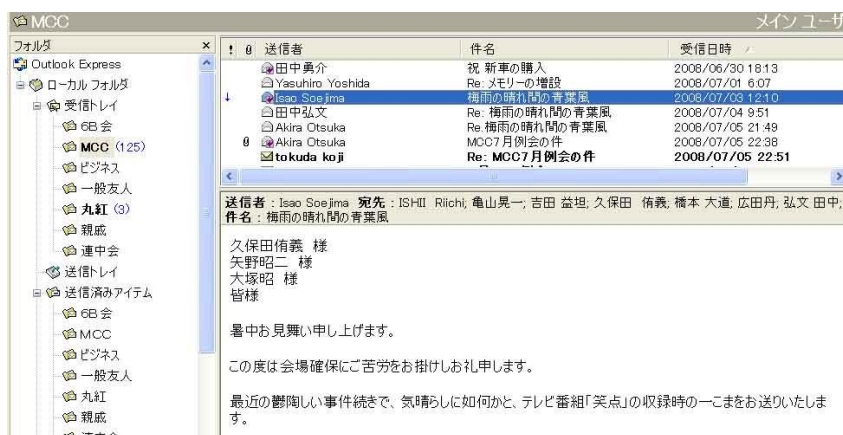 MCC
メイン ユーザ
フォルダ ×
Outlook Express
ローカル フォルダ
受信トレイ
6B 会
MCC (125)
ビジネス
一般友人
丸紅 (3)
親戚
連中会
送信トレイ
送信済みアイテム
6B 会
MCC
ビジネス
一般友人
丸紅
親戚
! 送信者 件名 受信日時
田中勇介 祝 新車の購入 2008/06/30 18:13
Yasuhiro Yoshida Re: メモリーの増設 2008/07/01 6:07
Isao Soejima 梅雨の晴れ間の青葉風 2008/07/03 12:10
田中弘文 Re: 梅雨の晴れ間の青葉風 2008/07/04 9:51
Akira Otsuka Re.梅雨の晴れ間の青葉風 2008/07/05 21:49
Akira Otsuka MCC7月例会の件 2008/07/05 22:38
tokuda koji Re: MCC7月例会の件 2008/07/05 22:51
送信者 : Isao Soejima 宛先 : ISHII Riichi; 亀山晃一; 吉田 益坦; 久保田 侑義; 橋本 大道; 広田丹; 弘文 田中;
件名 : 梅雨の晴れ間の青葉風
久保田侑義 様
矢野昭二 様
大塚昭 様
皆様
暑中お見舞い申し上げます。
この度は会場確保にご苦労をお掛けしお礼申します。
最近の鬱陶しい事件続きで、気晴らしに如何かと、テレビ番組「笑点」の収録時の一こまをお送りいたしま
す。